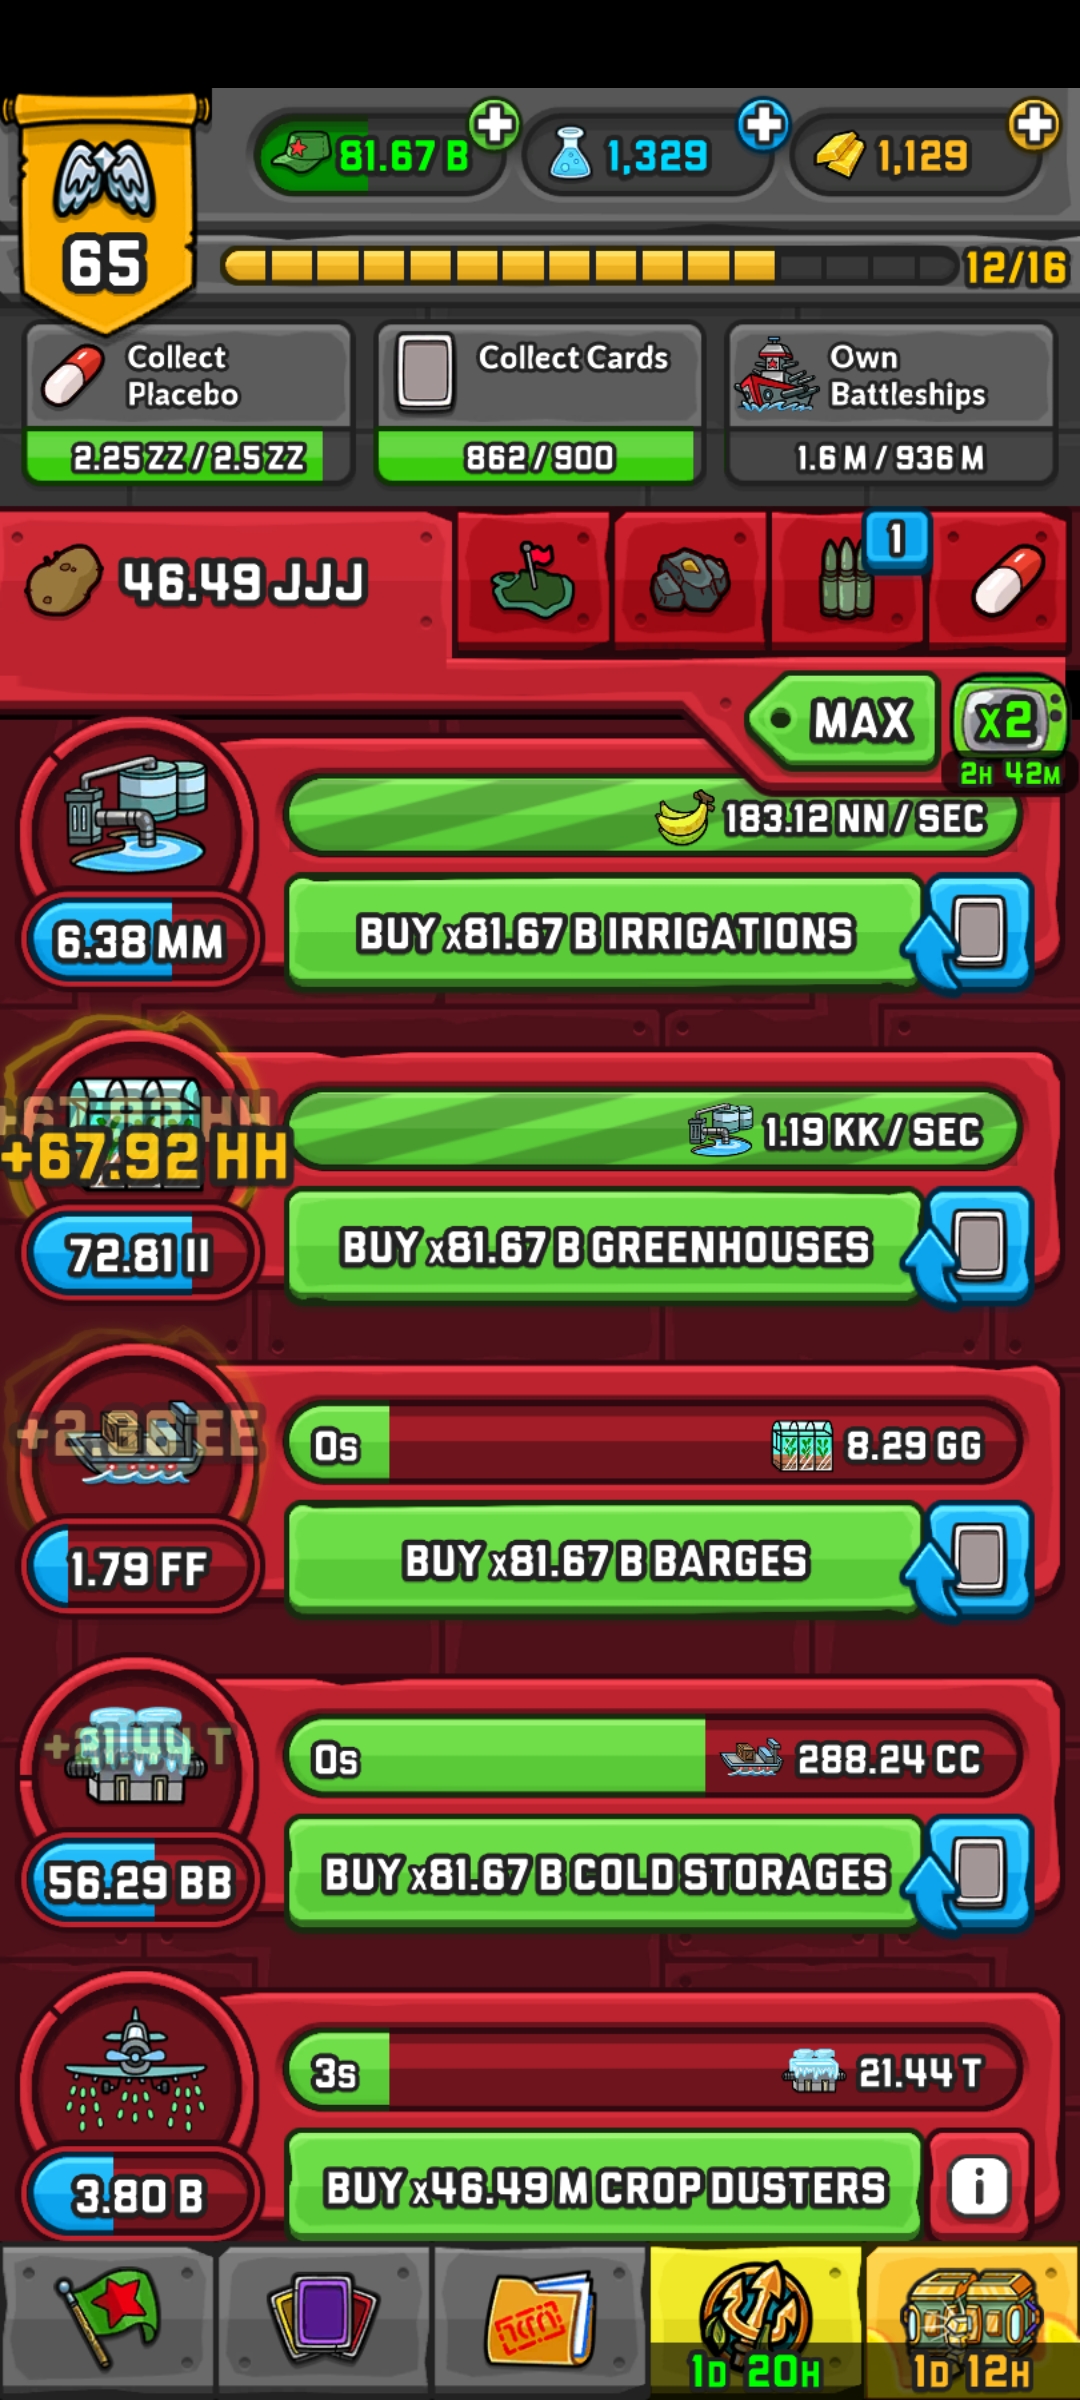 81.67 B
1,329
1,129
65
12/16
Collect
Placebo
2.25 ZZ / 2.5 ZZ
Collect Cards
862 / 900
Own
Battleships
1.6 M / 936 M
46.49 JJJ
1
MAX
x2
2H 42M
183.12 NN / SEC
6.38 MM
BUY x81.67 B IRRIGATIONS
+67.92 HH
1.19 KK / SEC
72.81 II
BUY x81.67 B GREENHOUSES
0s
8.29 GG
1.79 FF
BUY x81.67 B BARGES
+21.44 T
0s
288.24 CC
56.29 BB
BUY x81.67 B COLD STORAGES
3s
21.44 T
3.80 B
BUY x46.49 M CROP DUSTERS
i
1D 20H
1D 12H